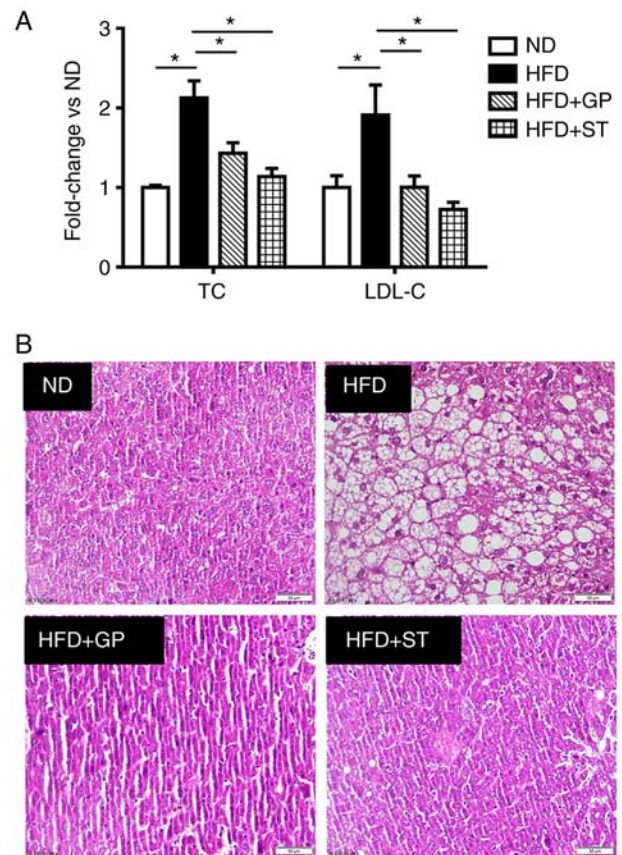 A
Fold-change vs ND
3
2
1
0
* * * *
* * * *
TC
LDL-C
ND
HFD
HFD+GP
HFD+ST
B
ND
HFD
HFD+GP
HFD+ST